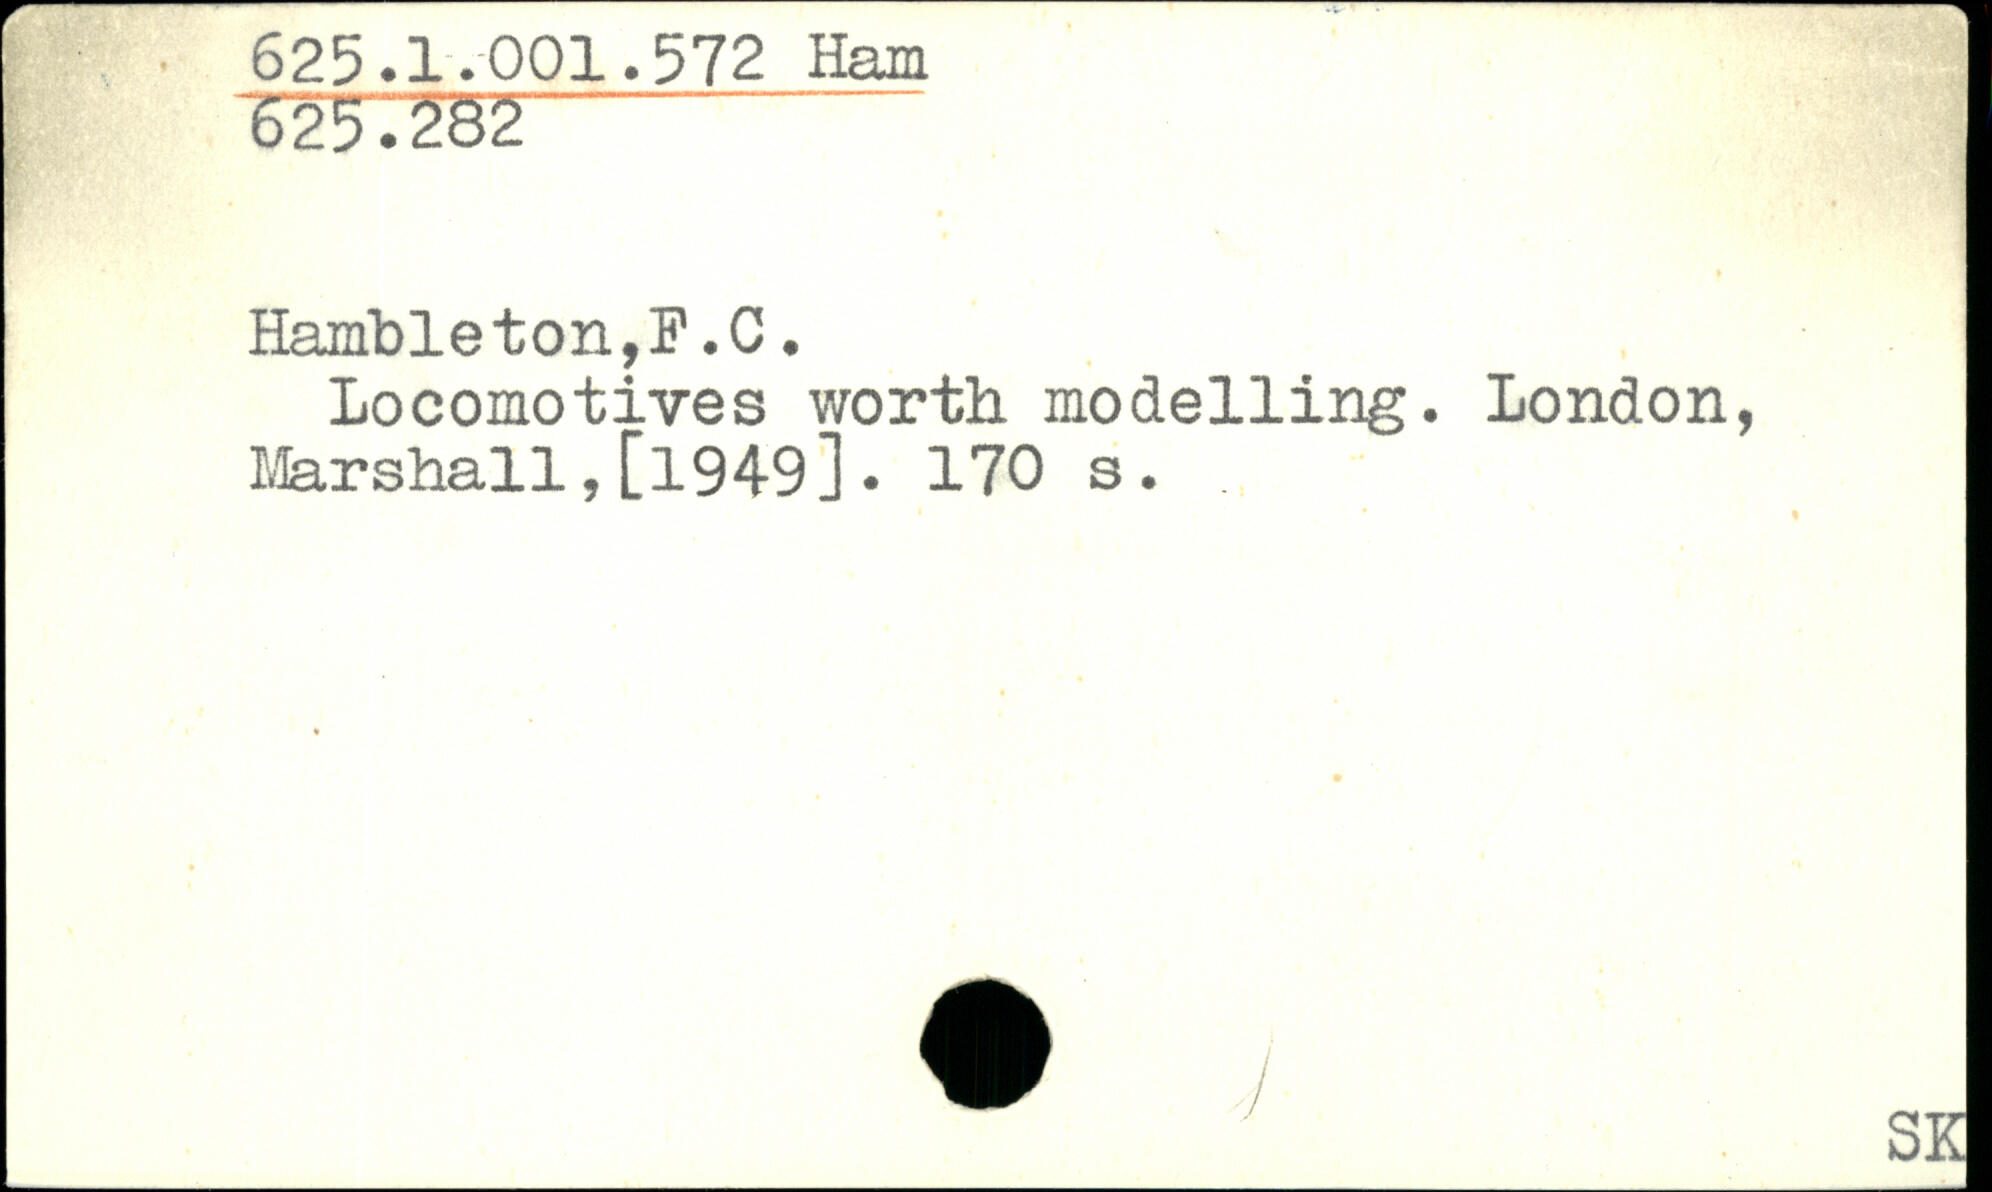 625.1.001.572 Ham
625.282
Hambleton,F.C.
Locomotives worth modelling. London,
Marshall,[1949]. 170 s.
SK